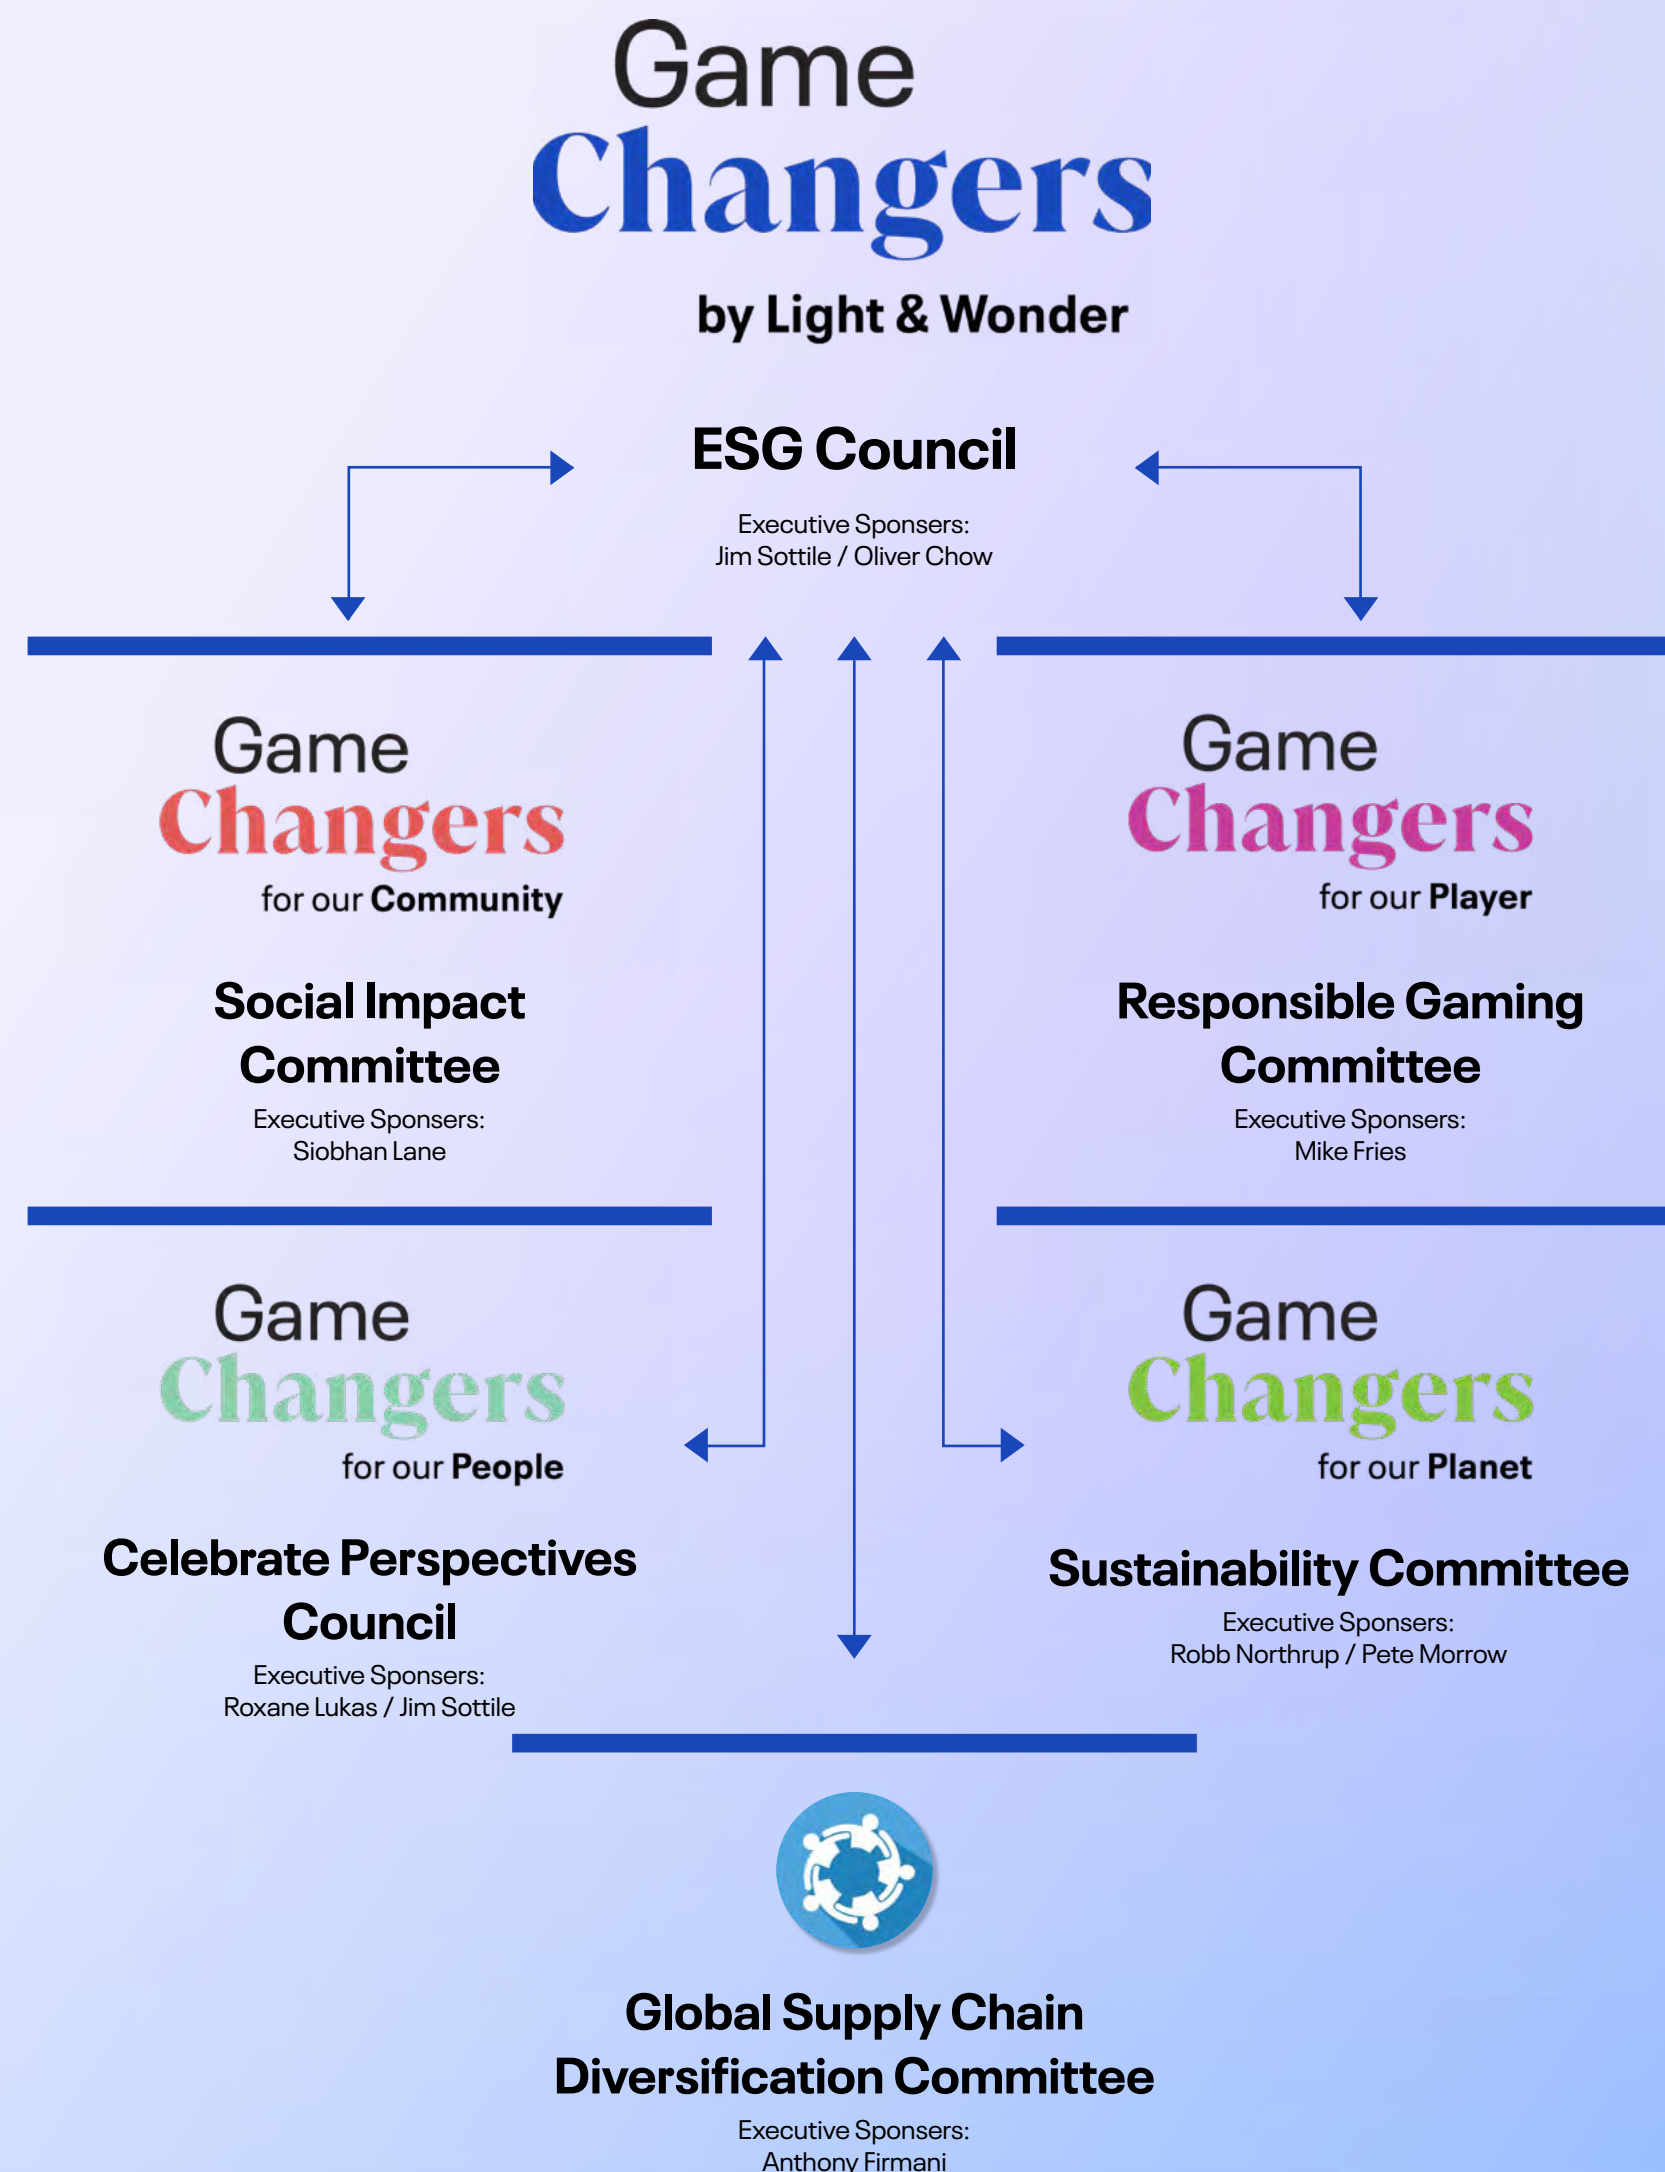 Game
Changers
by Light & Wonder
ESG Council
Executive Sponsers:
Jim Sottile / Oliver Chow
Game
Changers
for our Community
Social Impact
Committee
Executive Sponsers:
Siobhan Lane
Game
Changers
for our Player
Responsible Gaming
Committee
Executive Sponsers:
Mike Fries
Game
Changers
for our People
Celebrate Perspectives
Council
Executive Sponsers:
Roxane Lukas / Jim Sottile
Game
Changers
for our Planet
Sustainability Committee
Executive Sponsers:
Robb Northrup / Pete Morrow
Global Supply Chain
Diversification Committee
Executive Sponsers:
Anthony Firmani